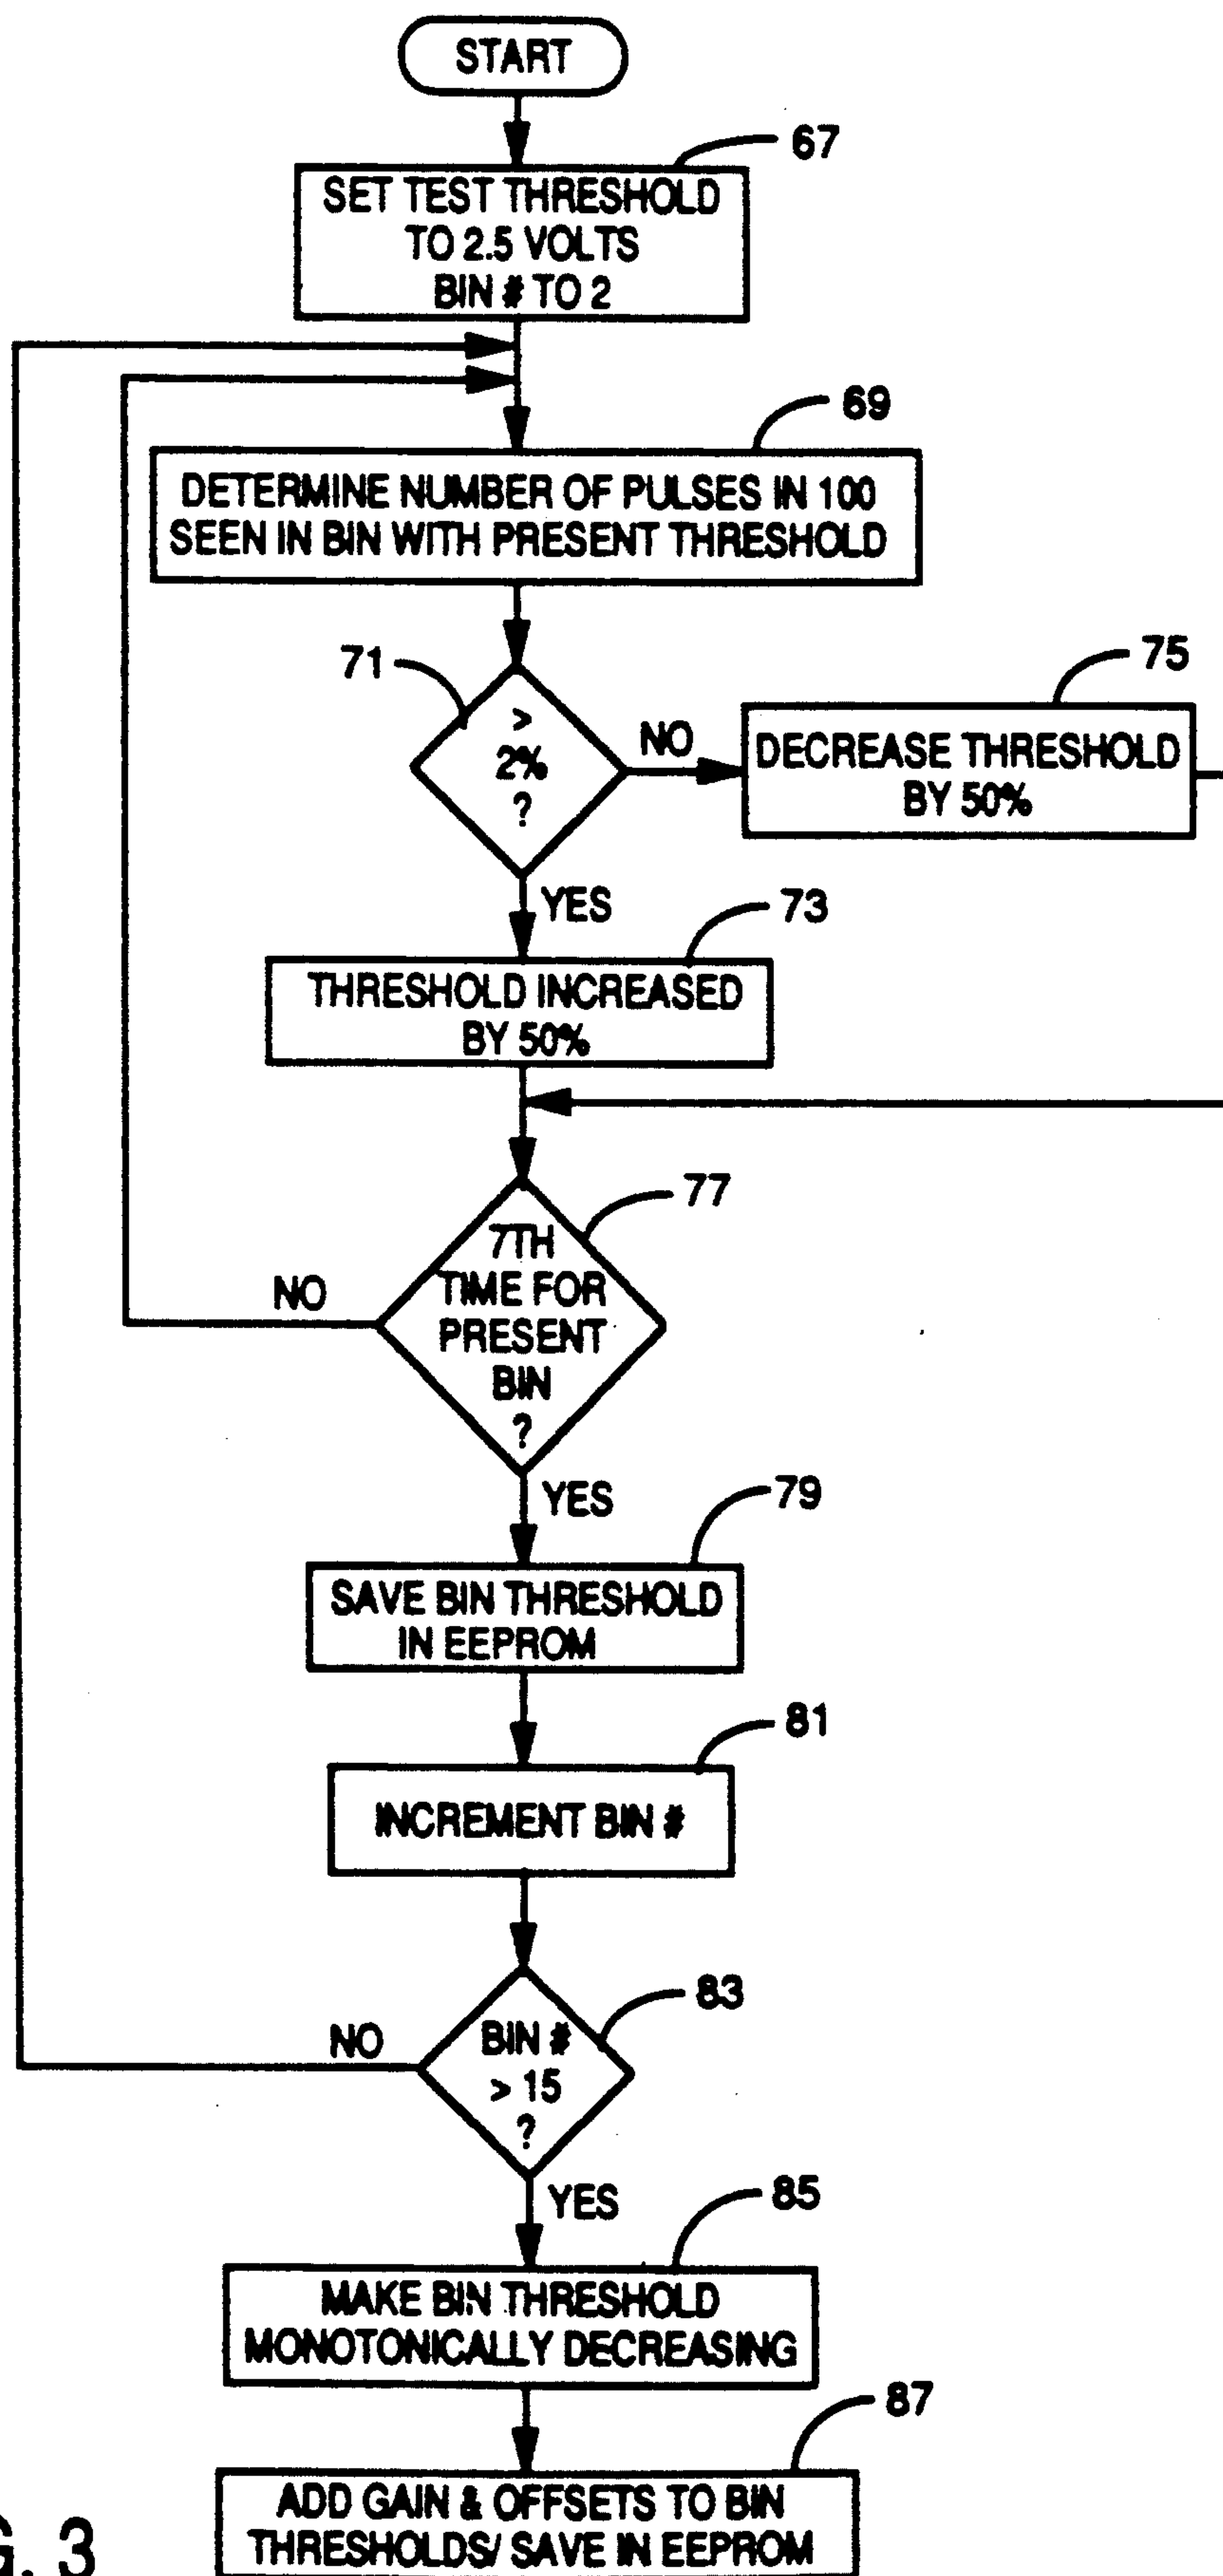 START
67
SET TEST THRESHOLD
TO 2.5 VOLTS
BIN # TO 2
69
DETERMINE NUMBER OF PULSES IN 100
SEEN IN BIN WITH PRESENT THRESHOLD
71
>
2%
?
NO
75
DECREASE THRESHOLD
BY 50%
YES
73
THRESHOLD INCREASED
BY 50%
77
7TH
TIME FOR
PRESENT
BIN
?
NO
YES
79
SAVE BIN THRESHOLD
IN EEPROM
81
INCREMENT BIN #
83
BIN #
> 15
?
NO
YES
85
MAKE BIN THRESHOLD
MONOTONICALLY DECREASING
87
ADD GAIN & OFFSETS TO BIN
THRESHOLDS/ SAVE IN EEPROM
G. 3